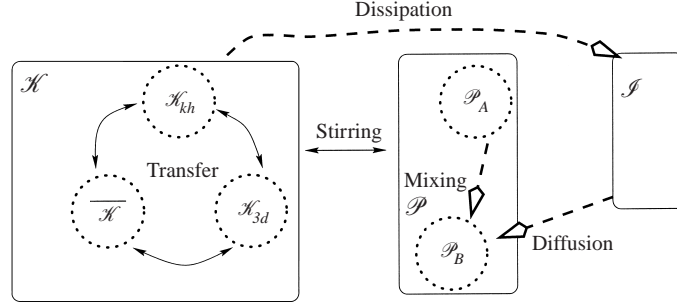 Dissipation
𝒦
𝒦kh
𝒫A
ℐ
Stirring
Transfer
Mixing
𝒦̅
𝒦3d
𝒫
𝒫B
Diffusion